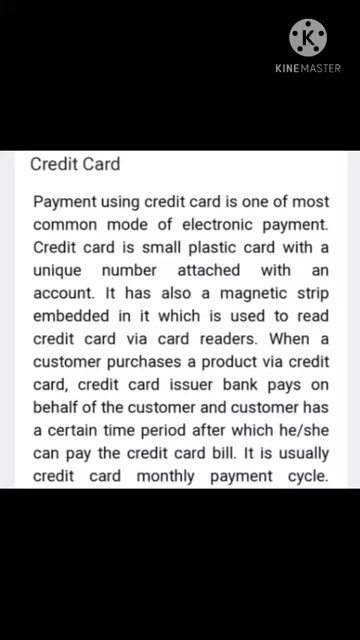 K
KINEMASTER
Credit Card
Payment using credit card is one of most
common mode of electronic payment.
Credit card is small plastic card with a
unique number attached with an
account. It has also a magnetic strip
embedded in it which is used to read
credit card via card readers. When a
customer purchases a product via credit
card, credit card issuer bank pays on
behalf of the customer and customer has
a certain time period after which he/she
can pay the credit card bill. It is usually
credit card monthly payment cycle.